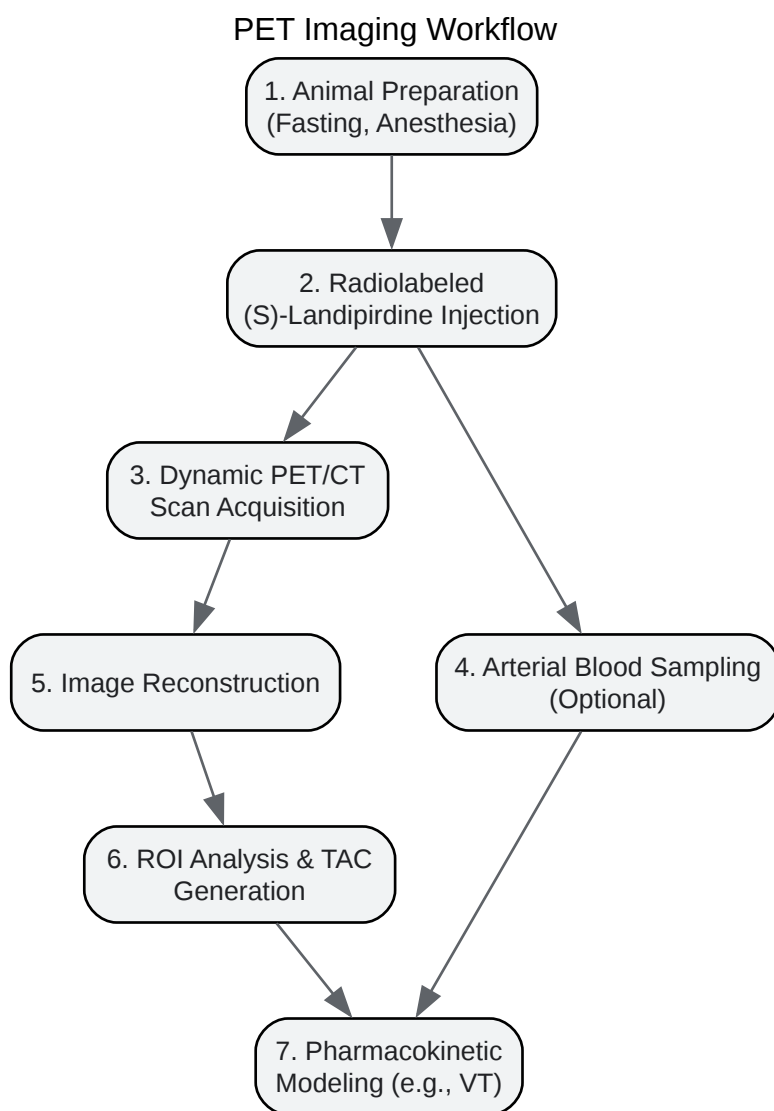 PET Imaging Workflow
1. Animal Preparation
(Fasting, Anesthesia)
2. Radiolabeled
(S)-Landipirdine Injection
3. Dynamic PET/CT
Scan Acquisition
4. Arterial Blood Sampling
(Optional)
5. Image Reconstruction
6. ROI Analysis & TAC
Generation
7. Pharmacokinetic
Modeling (e.g., VT)